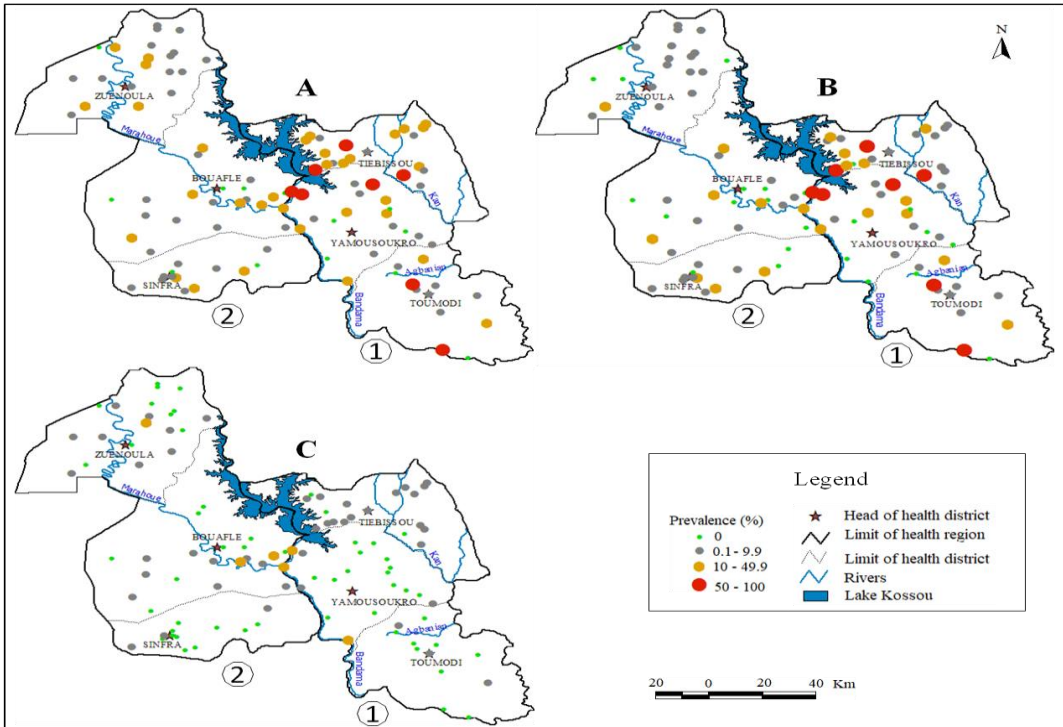 N
A
ZUENOULA
Marahoue
TIEBISSOU
BOUAFLE
Kan
YAMOUSOUKRO
Agbanian
SINFRA
TOUMODI
Bandama
2
1
B
ZUENOULA
Marahoue
TIEBISSOU
BOUAFLE
Kan
YAMOUSOUKRO
Agbanian
SINFRA
TOUMODI
Bandama
2
1
C
ZUENOULA
Marahoue
TIEBISSOU
BOUAFLE
Kan
YAMOUSOUKRO
Agbanian
SINFRA
TOUMODI
Bandama
2
1
Legend
Prevalence (%)
0
0.1 - 9.9
10 - 49.9
50 - 100
Head of health district
Limit of health region
Limit of health district
Rivers
Lake Kossou
20 0 20 40 Km